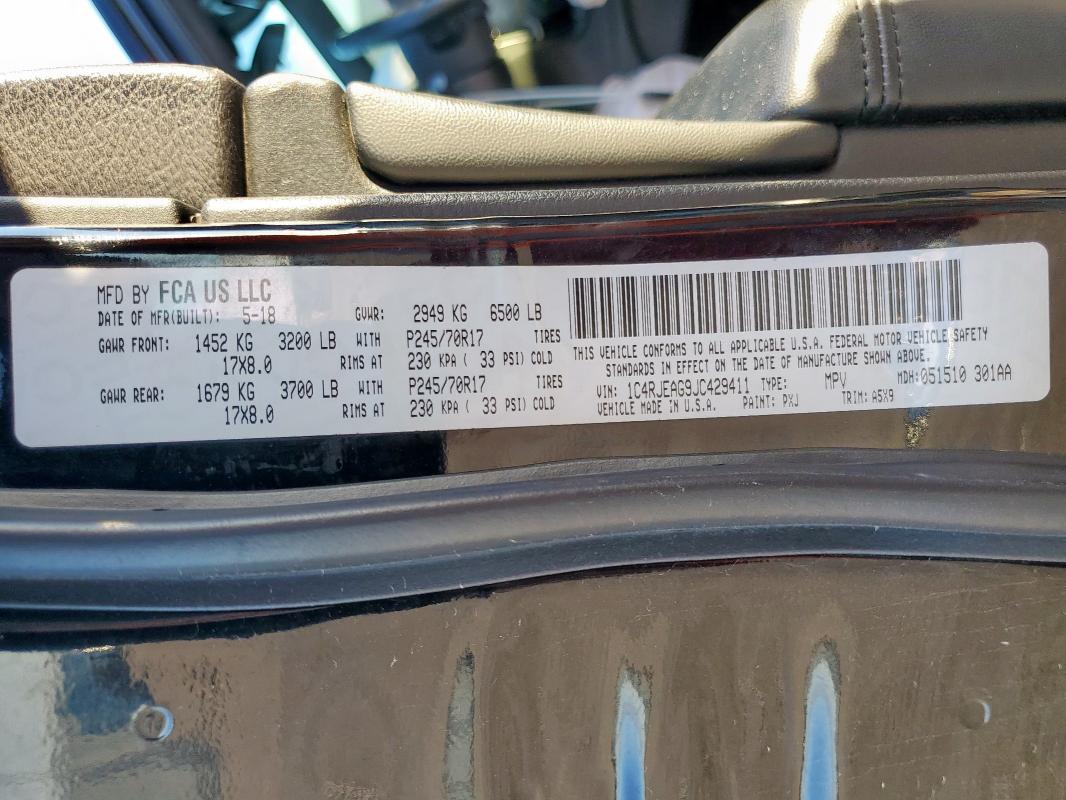 MFD BY FCA US LLC
DATE OF MFR(BUILT): 5-18 GVWR: 2949 KG 6500 LB
GAWR FRONT: 1452 KG 3200 LB WITH P245/70R17 TIRES
17X8.0 RIMS AT 230 KPA ( 33 PSI) COLD
GAWR REAR: 1679 KG 3700 LB WITH P245/70R17 TIRES
17X8.0 RIMS AT 230 KPA ( 33 PSI) COLD
THIS VEHICLE CONFORMS TO ALL APPLICABLE U.S.A. FEDERAL MOTOR VEHICLE SAFETY
STANDARDS IN EFFECT ON THE DATE OF MANUFACTURE SHOWN ABOVE.
VIN: 1C4RJEAG9JC429411 TYPE: MPV MDH:051510 301AA
VEHICLE MADE IN U.S.A. PAINT: PXJ TRIM: A5X9